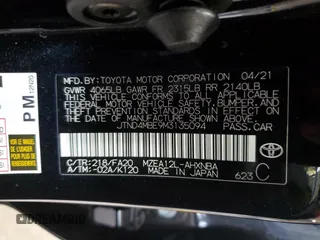 MFD. BY: TOYOTA MOTOR CORPORATION 04/21
GVWR 4065LB GAWR FR 2315LB RR 2140LB
THIS VEHICLE CONFORMS TO ALL APPLICABLE
FEDERAL MOTOR VEHICLE SAFETY, BUMPER, AND
THEFT PREVENTION STANDARDS IN EFFECT ON
THE DATE OF MANUFACTURE SHOWN ABOVE.
JTND4MBE9M3135094 PASS.CAR
C/TR:218/FA20 MZEA12L-AHXNBA
A/TM:-02A/K120 MADE IN JAPAN 623
C
TOYOTA
PM